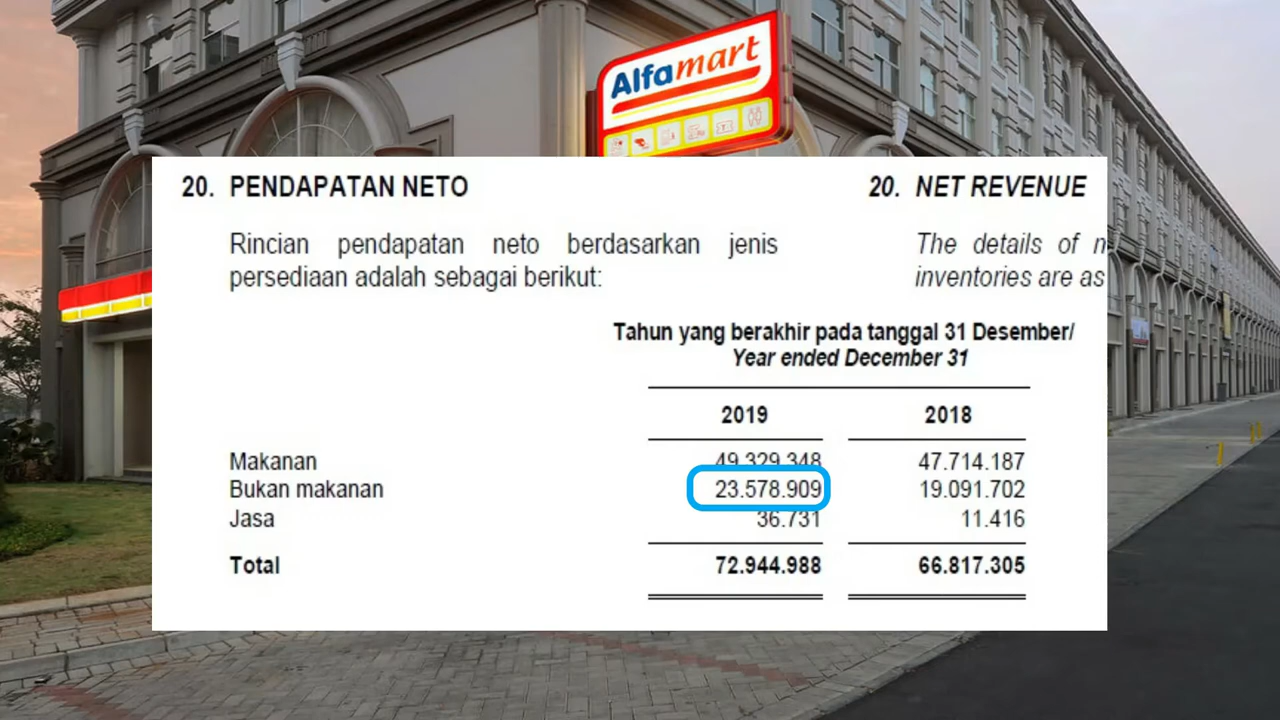 Alfamart
20. PENDAPATAN NETO
20. NET REVENUE
Rincian pendapatan neto berdasarkan jenis
persediaan adalah sebagai berikut:
The details of n
inventories are as
Tahun yang berakhir pada tanggal 31 Desember/
Year ended December 31
2019 2018
Makanan 49.329.348 47.714.187
Bukan makanan 23.578.909 19.091.702
Jasa 36.731 11.416
Total 72.944.988 66.817.305